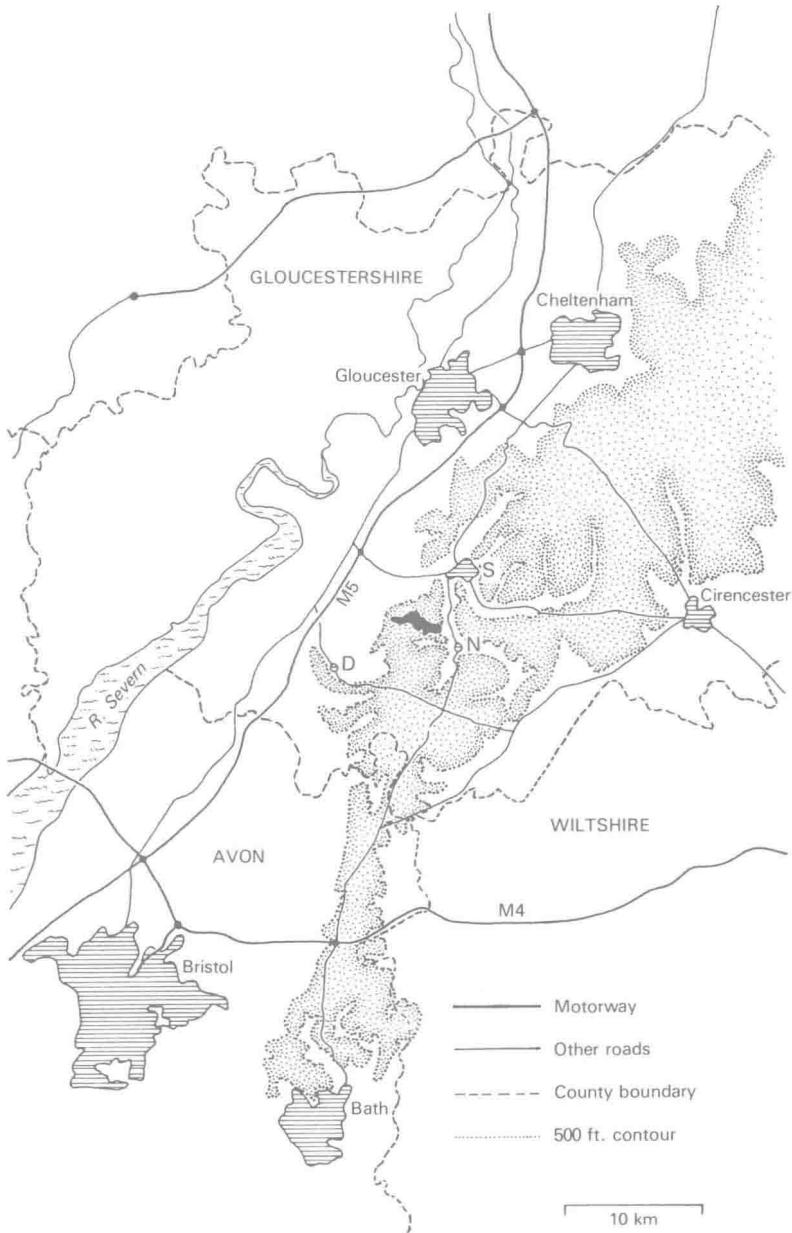 GLOUCESTERSHIRE
Cheltenham
Gloucester
M5
S
Cirencester
N
D
R. Severn
WILTSHIRE
AVON
M4
Bristol
Motorway
Other roads
County boundary
Bath
500 ft. contour
10 km